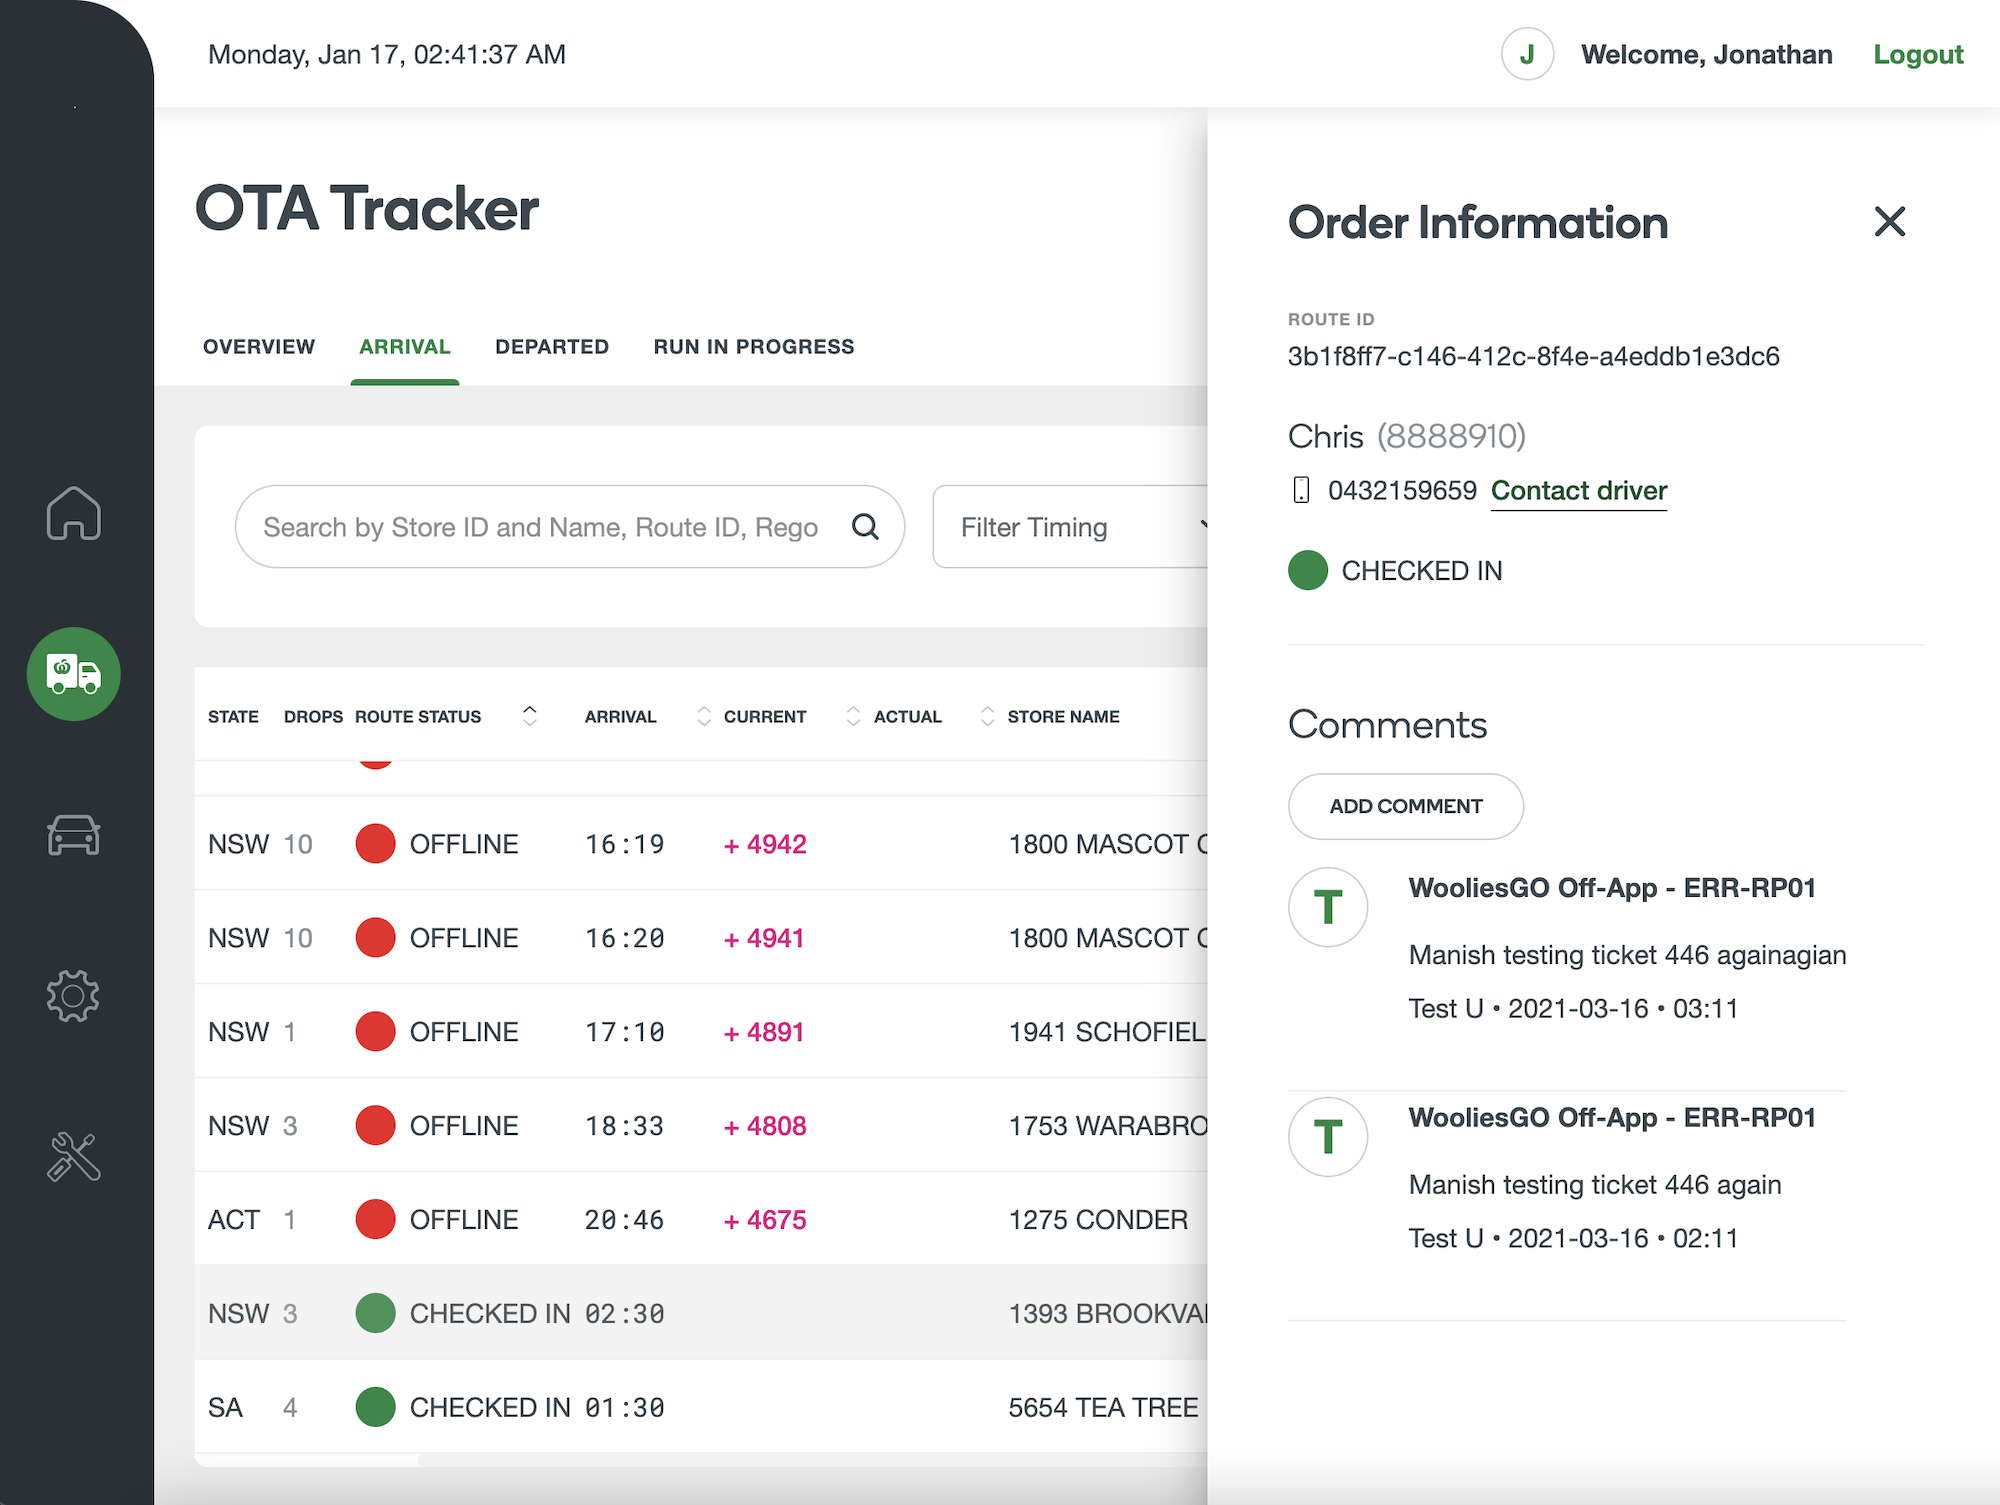 Monday, Jan 17, 02:41:37 AM
J
Welcome, Jonathan
Logout
OTA Tracker
OVERVIEW ARRIVAL DEPARTED RUN IN PROGRESS
Search by Store ID and Name, Route ID, Rego
Filter Timing
STATE DROPS ROUTE STATUS ARRIVAL CURRENT ACTUAL STORE NAME
NSW 10 OFFLINE 16:19 + 4942 1800 MASCOT
NSW 10 OFFLINE 16:20 + 4941 1800 MASCOT
NSW 1 OFFLINE 17:10 + 4891 1941 SCHOFIEL
NSW 3 OFFLINE 18:33 + 4808 1753 WARABRO
ACT 1 OFFLINE 20:46 + 4675 1275 CONDER
NSW 3 CHECKED IN 02:30 1393 BROOKVA
SA 4 CHECKED IN 01:30 5654 TEA TREE
Order Information
ROUTE ID
3b1f8ff7-c146-412c-8f4e-a4eddb1e3dc6
Chris (8888910)
0432159659 Contact driver
CHECKED IN
Comments
ADD COMMENT
T
WooliesGO Off-App - ERR-RP01
Manish testing ticket 446 againagian
Test U • 2021-03-16 • 03:11
T
WooliesGO Off-App - ERR-RP01
Manish testing ticket 446 again
Test U • 2021-03-16 • 02:11